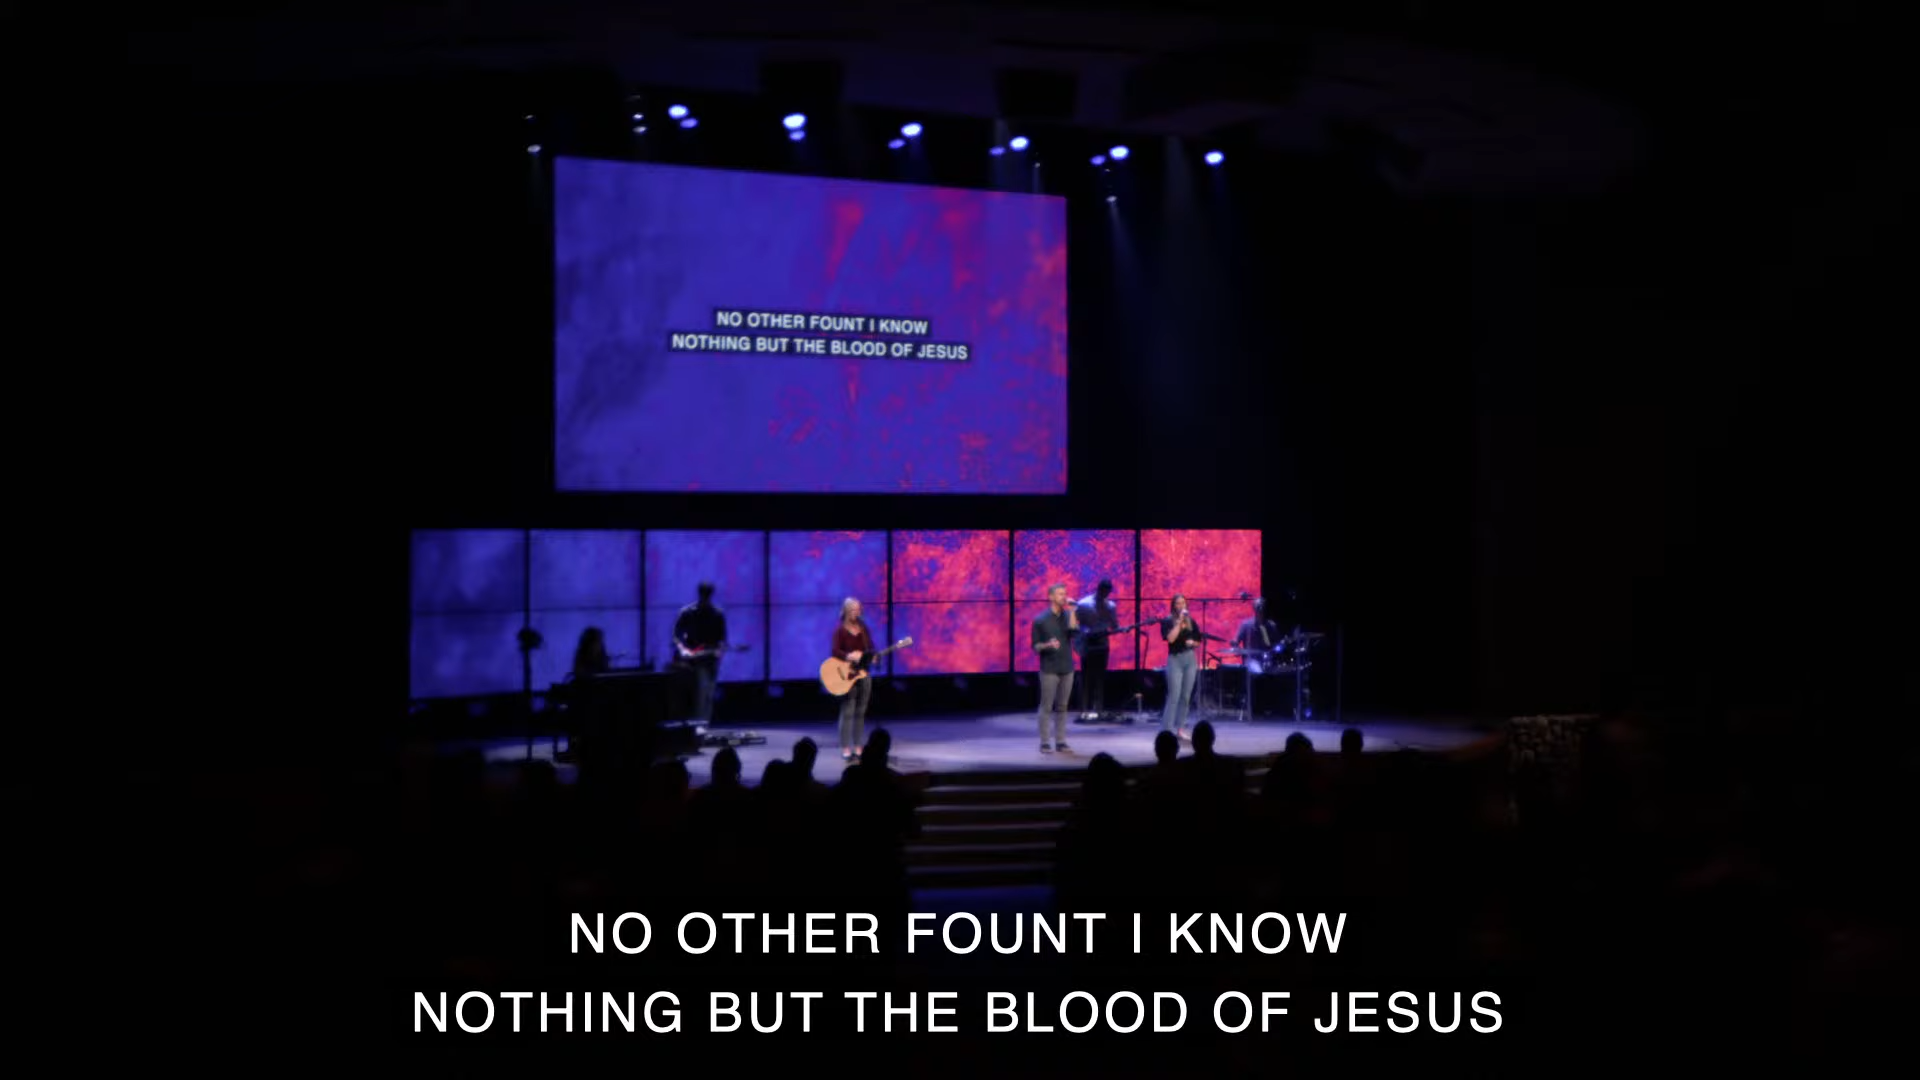 NO OTHER FOUNT I KNOW
NOTHING BUT THE BLOOD OF JESUS
NO OTHER FOUNT I KNOW
NOTHING BUT THE BLOOD OF JESUS